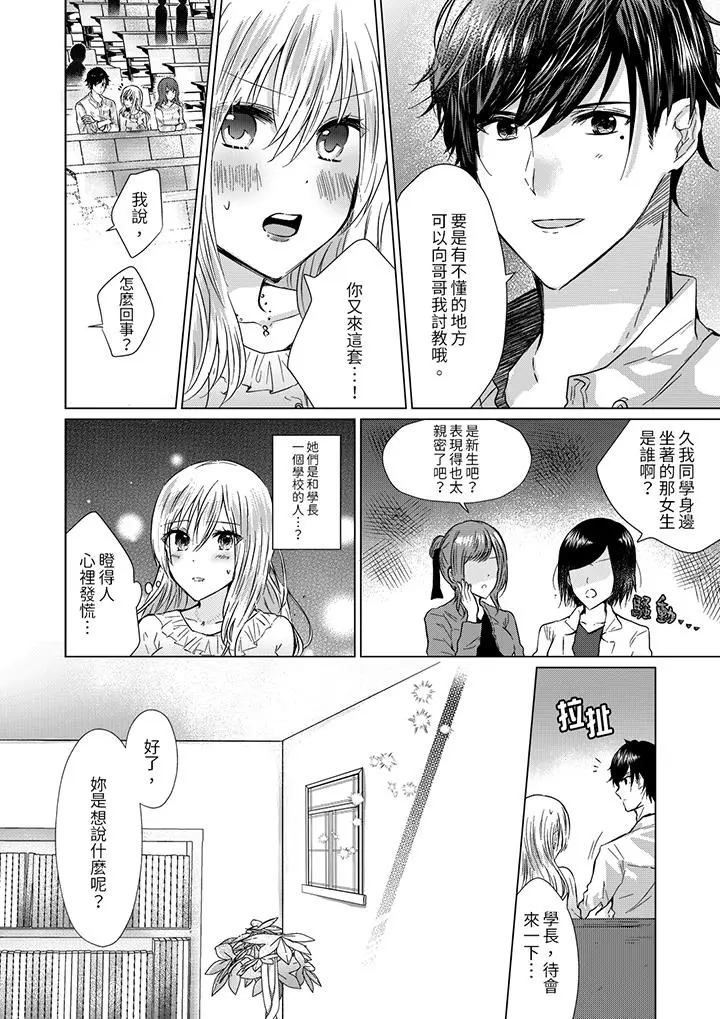 要是有不懂的地方
可以向哥哥我討教哦。
你又來這套…！
我說，
怎麼回事？
久我同學身邊
坐著的那女生
是誰啊？
是新生吧？
表現得也太
親密了吧？
騷動…
她們是和學長
一個學校的人…？
瞪得人
心裡發慌…
拉扯
學長，待會
來一下…
好了，
妳是想說什麼呢？